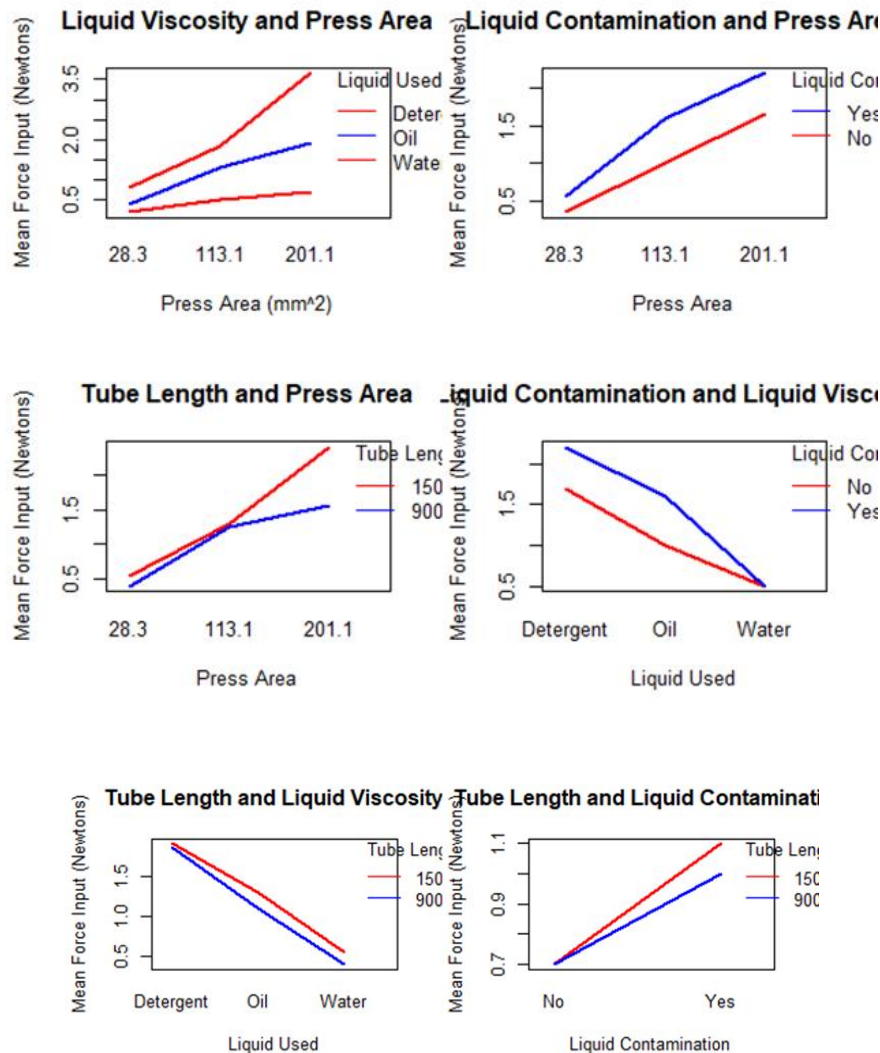 Liquid Viscosity and Press Area
Mean Force Input (Newtons)
3.5
2.0
0.5
Liquid Used
Deter
Oil
Wate
28.3 113.1 201.1
Press Area (mm^2)
Liquid Contamination and Press Are
Mean Force Input (Newtons)
1.5
0.5
Liquid Co
Yes
No
28.3 113.1 201.1
Press Area
Tube Length and Press Area
Mean Force Input (Newtons)
1.5
0.5
Tube Leng
150
900
28.3 113.1 201.1
Press Area
iquid Contamination and Liquid Visco
Mean Force Input (Newtons)
1.5
0.5
Liquid Co
No
Yes
Detergent Oil Water
Liquid Used
Tube Length and Liquid Viscosity
Mean Force Input (Newtons)
1.5
1.0
0.5
Tube Leng
150
900
Detergent Oil Water
Liquid Used
Tube Length and Liquid Contaminati
Mean Force Input (Newtons)
1.1
0.9
0.7
Tube Leng
150
900
No Yes
Liquid Contamination